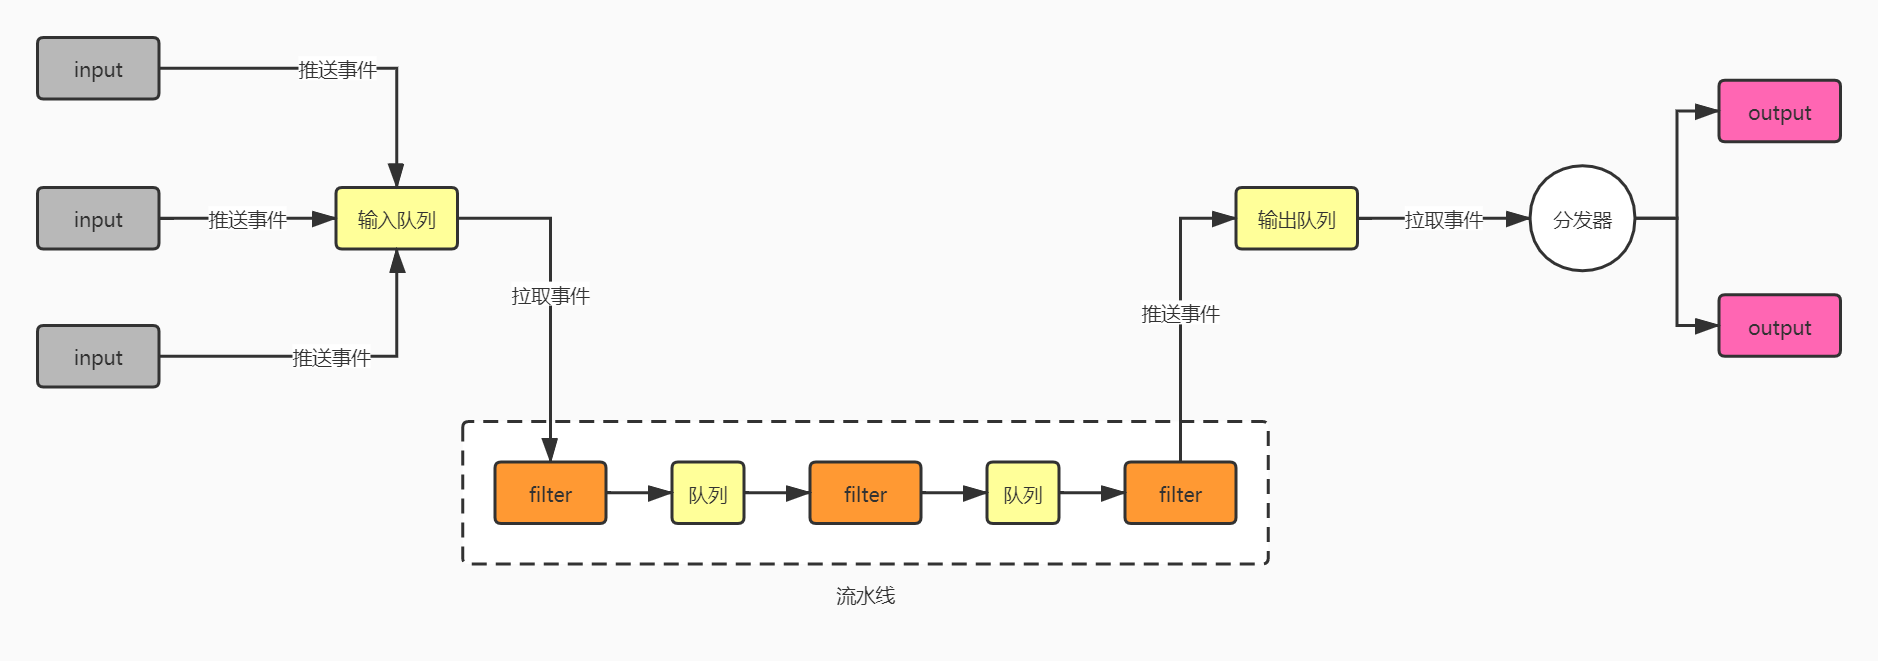 input
推送事件
input
推送事件
输入队列
input
推送事件
拉取事件
filter
队列
filter
队列
filter
流水线
推送事件
输出队列
拉取事件
分发器
output
output